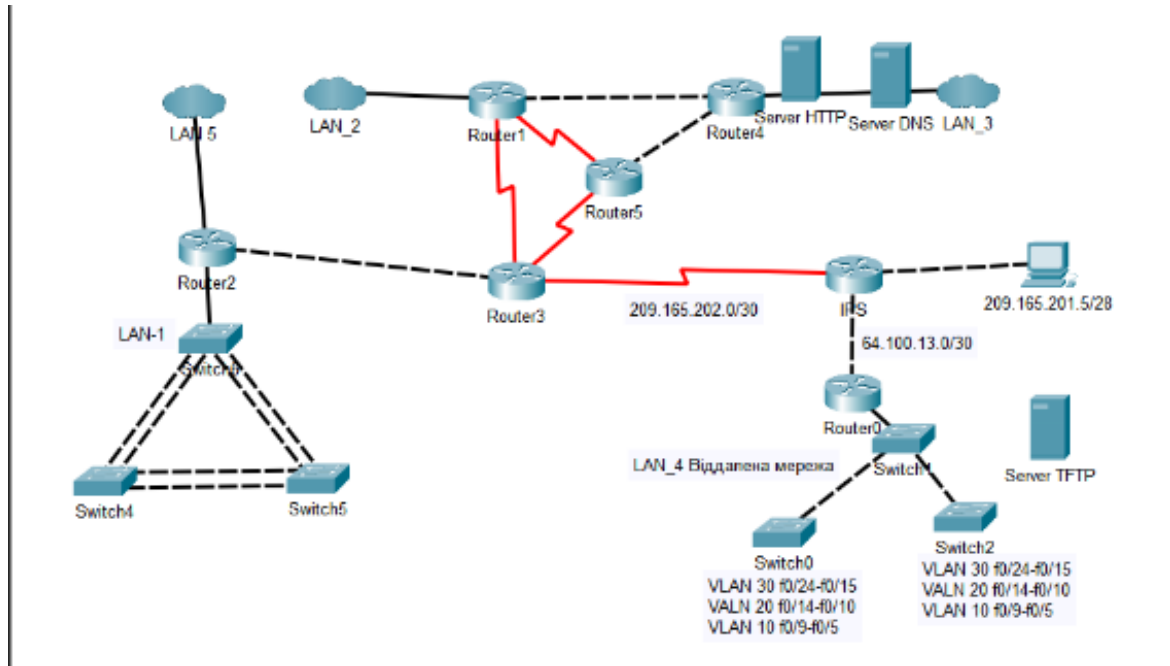 LAN 5
LAN_2
Router1
Router4
Server HTTP
Server DNS
LAN_3
Router5
Router2
Router3
209.165.202.0/30
IPS
209.165.201.5/28
LAN-1
64.100.13.0/30
Router0
LAN_4 Віддапена мережа
Switch1
Server TFTP
Switch4
Switch5
Switch0
VLAN 30 f0/24-f0/15
VALN 20 f0/14-f0/10
VLAN 10 f0/9-f0/5
Switch2
VLAN 30 f0/24-f0/15
VALN 20 f0/14-f0/10
VLAN 10 f0/9-f0/5